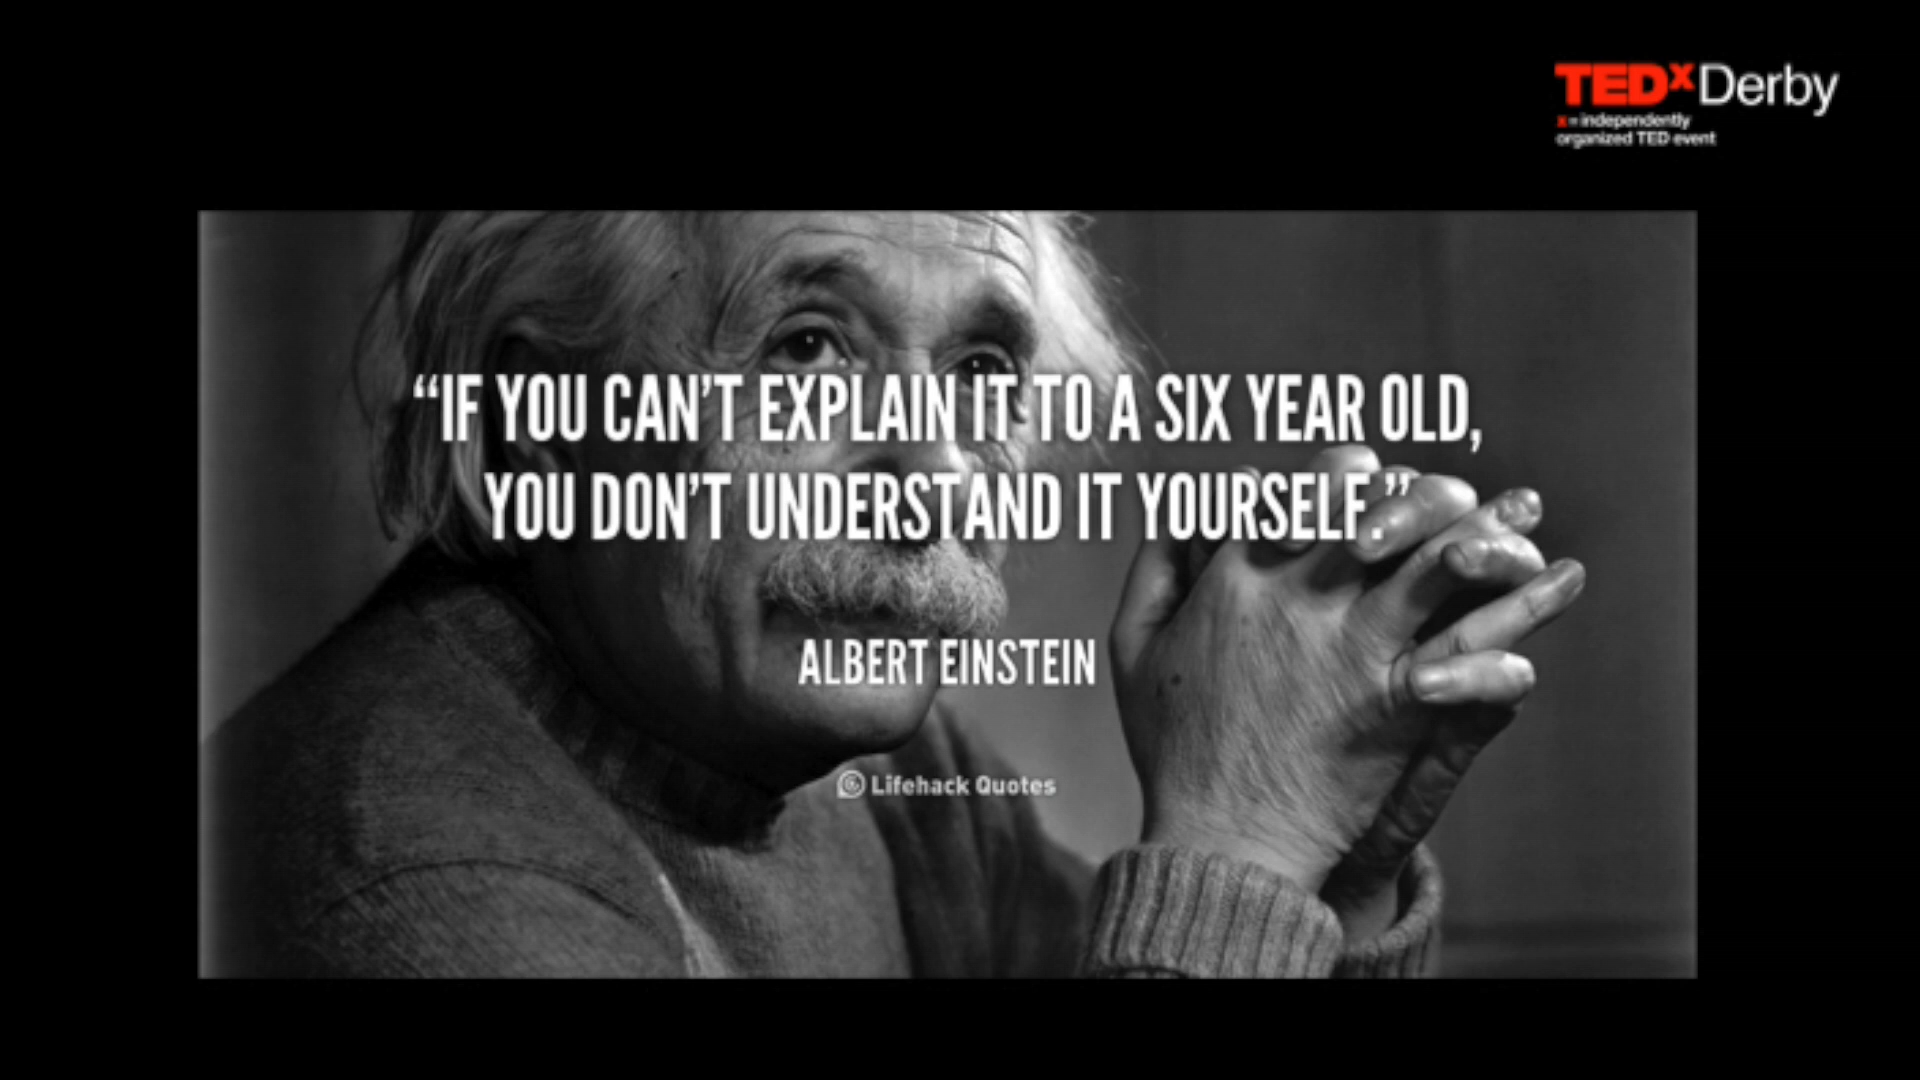 TEDxDerby
x = independently
organized TED event
“IF YOU CAN’T EXPLAIN IT TO A SIX YEAR OLD,
YOU DON’T UNDERSTAND IT YOURSELF.”
ALBERT EINSTEIN
Lifehack Quotes